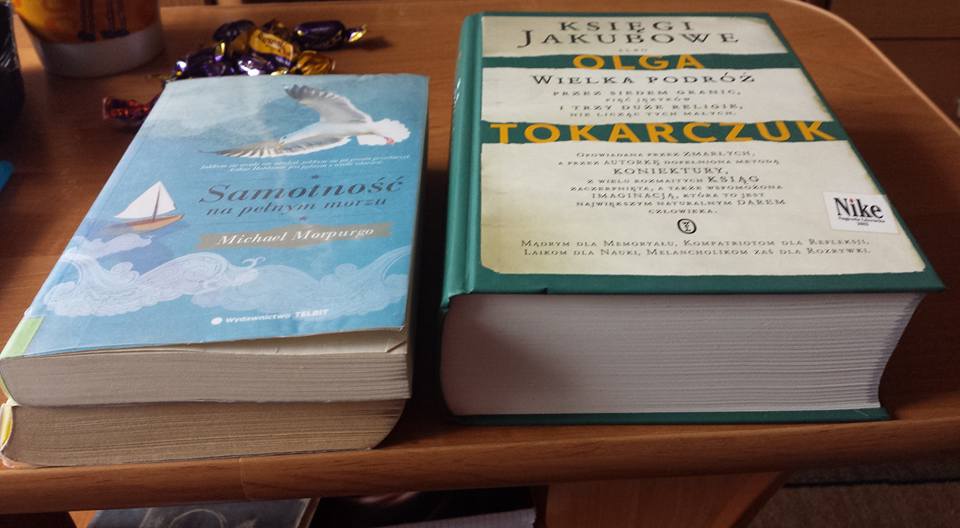 Samotność
na pełnym morzu
Michael Morpurgo
Wydawnictwo TELBIT
KSIĘGI
JAKUBOWE
ALBO
OLGA
WIELKA PODRÓŻ
PRZEZ SIEDEM GRANIC,
PIĘĆ JĘZYKÓW
I TRZY DUŻE RELIGIE,
NIE LICZĄC TYCH MAŁYCH.
TOKARCZUK
OPOWIADANA PRZEZ ZMARŁYCH,
A PRZEZ AUTORKĘ DOPEŁNIONA METODĄ
KONIEKTURY,
Z WIELU ROZMAITYCH KSIĄG
ZACZERPNIĘTA, A TAKŻE WSPOMOŻONA
IMAGINACJĄ, KTÓRA TO JEST
NAJWIĘKSZYM NATURALNYM DAREM
CZŁOWIEKA.
Nike
MĄDRYM DLA MEMORYAŁU, KOMPATRIOTOM DLA REFLEKSJI,
LAIKOM DLA NAUKI, MELANCHOLIKOM ZAŚ DLA ROZRYWKI.